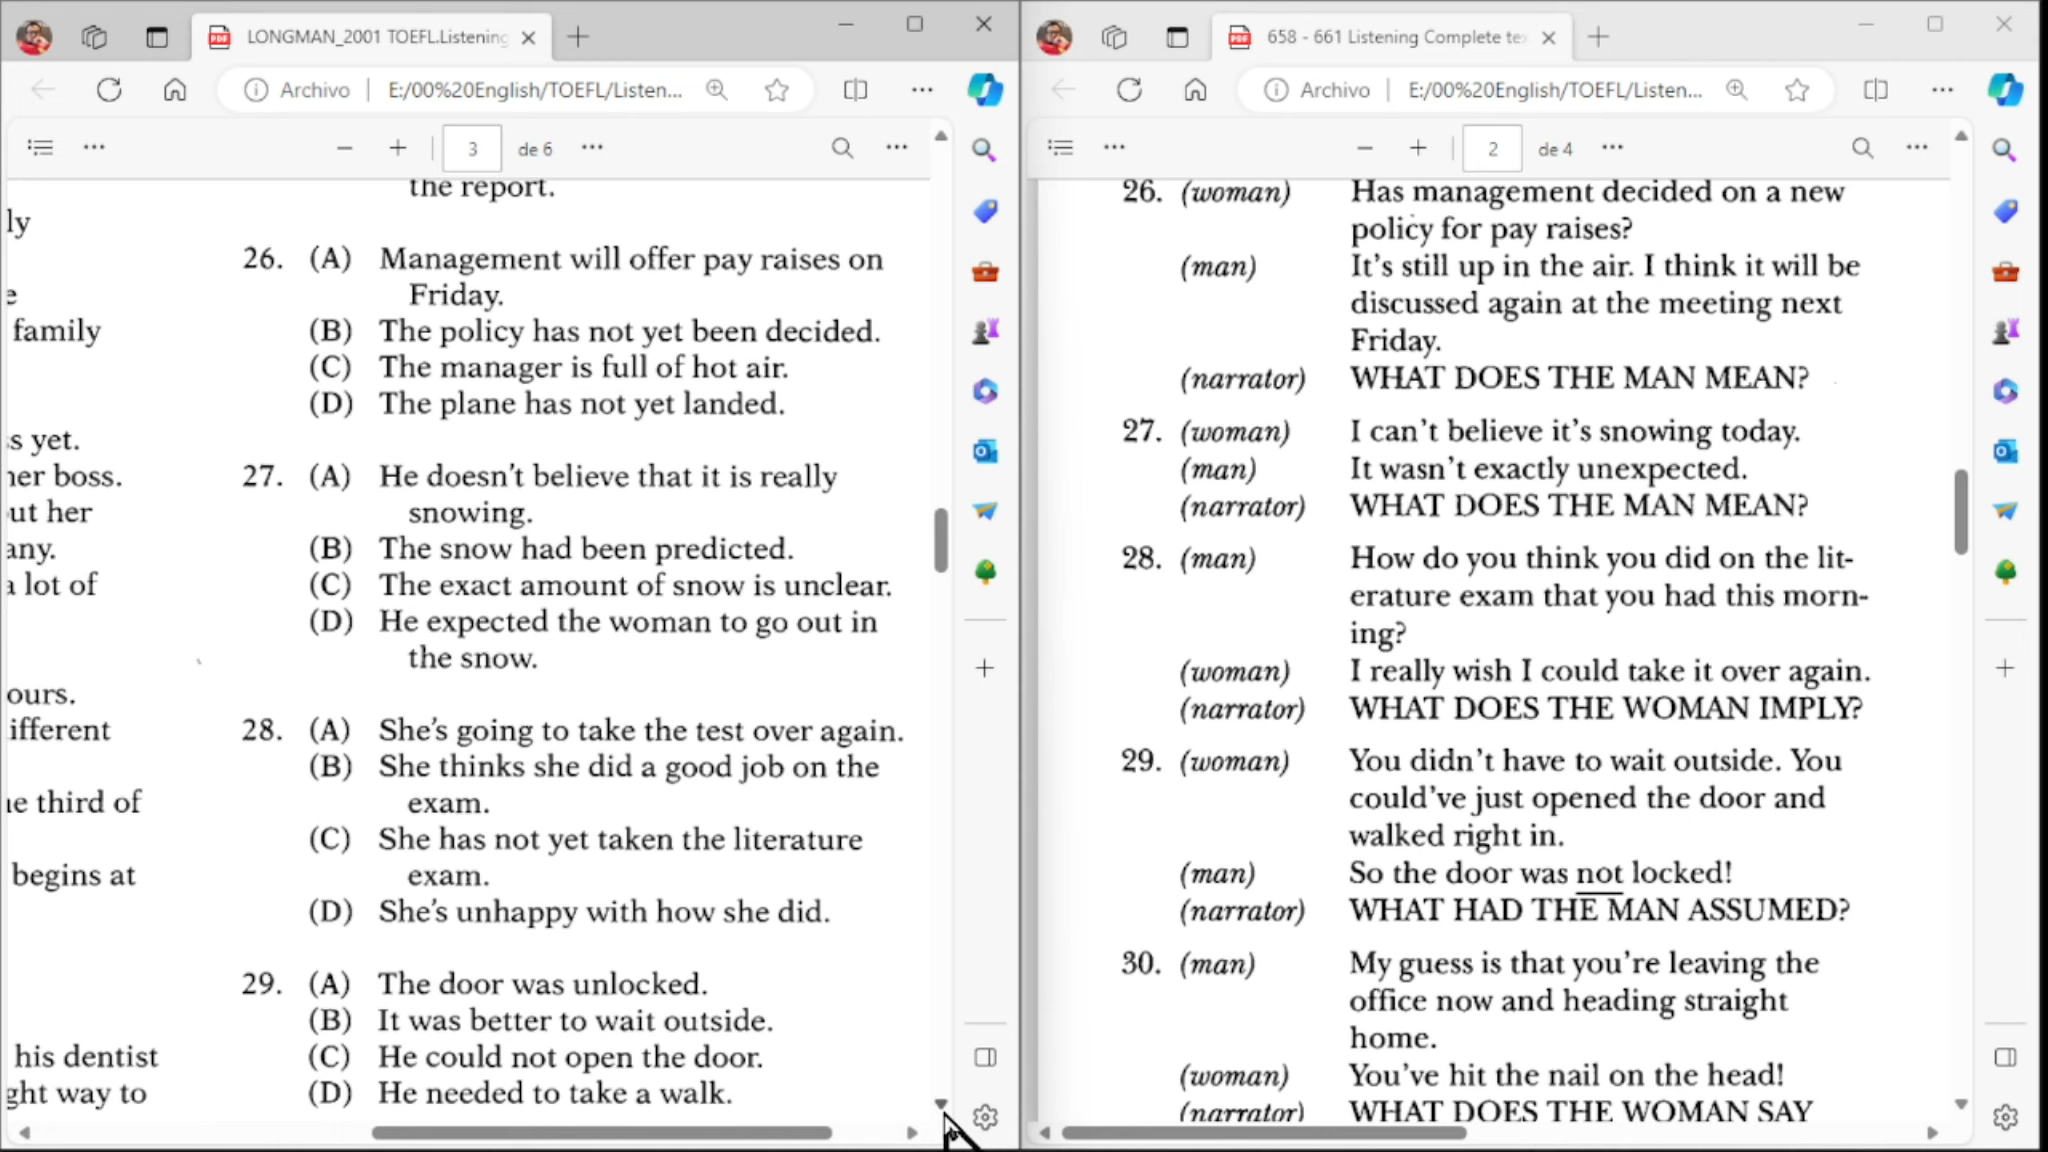 LONGMAN_2001 TOEFL.Listening
Archivo
E:/00%20English/TOEFL/Listen...
3 de 6
the report.
ly
26. (A) Management will offer pay raises on
Friday.
e
family
(B) The policy has not yet been decided.
(C) The manager is full of hot air.
(D) The plane has not yet landed.
s yet.
ner boss.
27. (A) He doesn't believe that it is really
snowing.
ut her
any.
(B) The snow had been predicted.
a lot of
(C) The exact amount of snow is unclear.
(D) He expected the woman to go out in
the snow.
ours.
ifferent
28. (A) She's going to take the test over again.
(B) She thinks she did a good job on the
exam.
ne third of
(C) She has not yet taken the literature
exam.
begins at
(D) She's unhappy with how she did.
29. (A) The door was unlocked.
(B) It was better to wait outside.
his dentist
(C) He could not open the door.
ght way to
(D) He needed to take a walk.
658 - 661 Listening Complete tex
Archivo
E:/00%20English/TOEFL/Listen...
2 de 4
26. (woman) Has management decided on a new
policy for pay raises?
(man) It's still up in the air. I think it will be
discussed again at the meeting next
Friday.
(narrator) WHAT DOES THE MAN MEAN?
27. (woman) I can't believe it's snowing today.
(man) It wasn't exactly unexpected.
(narrator) WHAT DOES THE MAN MEAN?
28. (man) How do you think you did on the lit-
erature exam that you had this morn-
ing?
(woman) I really wish I could take it over again.
(narrator) WHAT DOES THE WOMAN IMPLY?
29. (woman) You didn't have to wait outside. You
could've just opened the door and
walked right in.
(man) So the door was not locked!
(narrator) WHAT HAD THE MAN ASSUMED?
30. (man) My guess is that you're leaving the
office now and heading straight
home.
(woman) You've hit the nail on the head!
(narrator) WHAT DOES THE WOMAN SAY